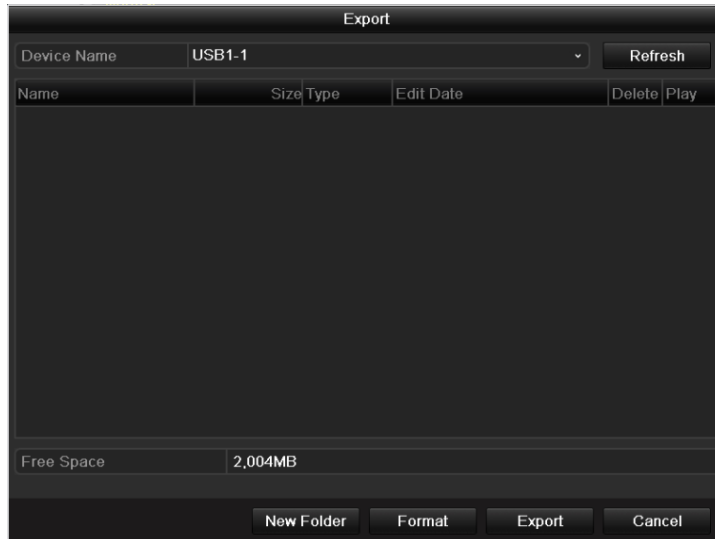 Export
Device Name USB1-1 Refresh
Name Size Type Edit Date Delete Play
Free Space 2,004MB
New Folder Format Export Cancel